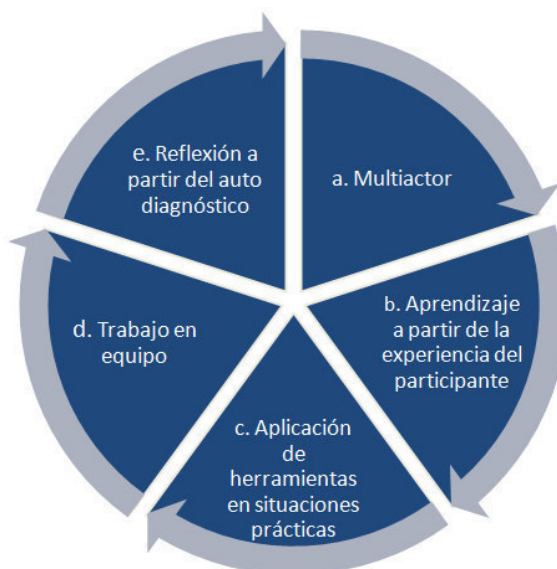 a. Multiactor
b. Aprendizaje
a partir de la
experiencia del
participante
c. Aplicación
de
herramientas
en situaciones
prácticas
d. Trabajo en
equipo
e. Reflexión a
partir del auto
diagnóstico